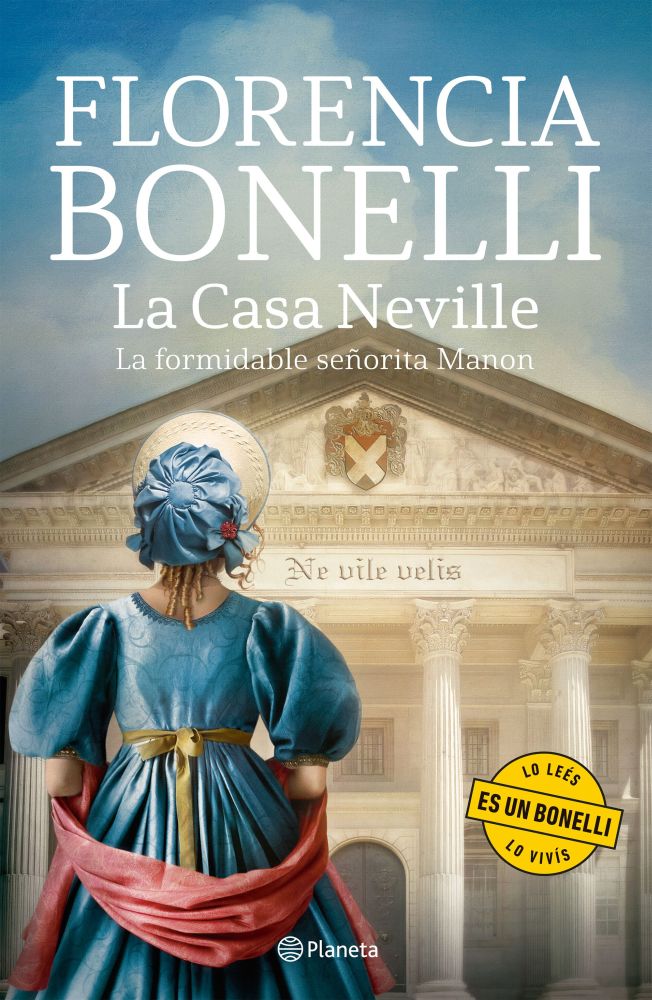 FLORENCIA
BONELLI
La Casa Neville
La formidable señorita Manon
Ne vile velis
LO LEÉS
ES UN BONELLI
LO VIVÍS
Planeta